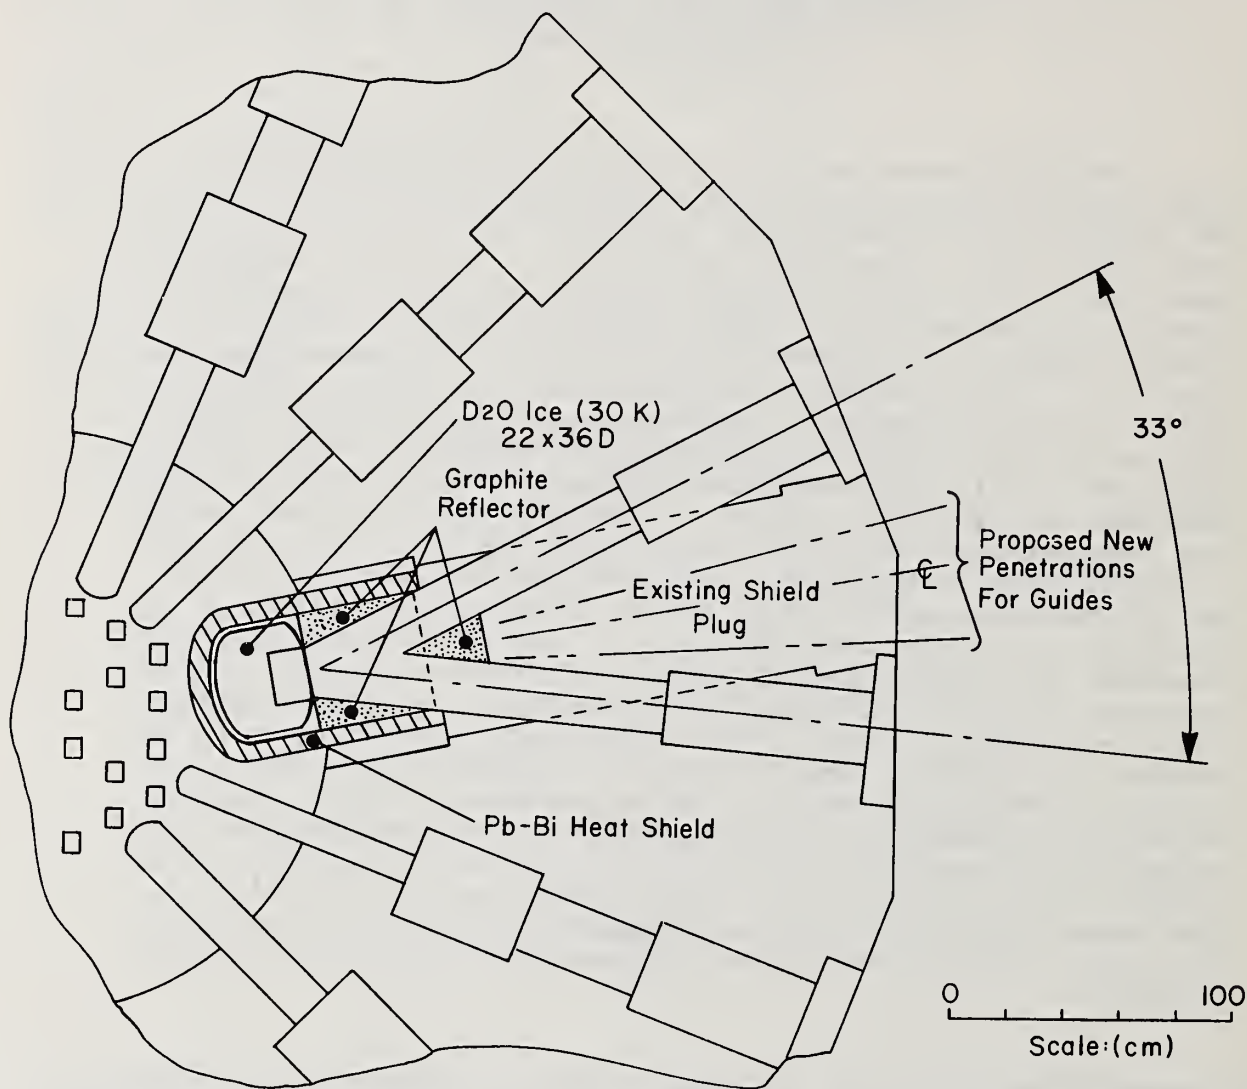 D2O Ice (30 K)
22 x 36 D
Graphite
Reflector
33°
Existing Shield
Plug
℄
Proposed New
Penetrations
For Guides
Pb-Bi Heat Shield
0 100
Scale:(cm)